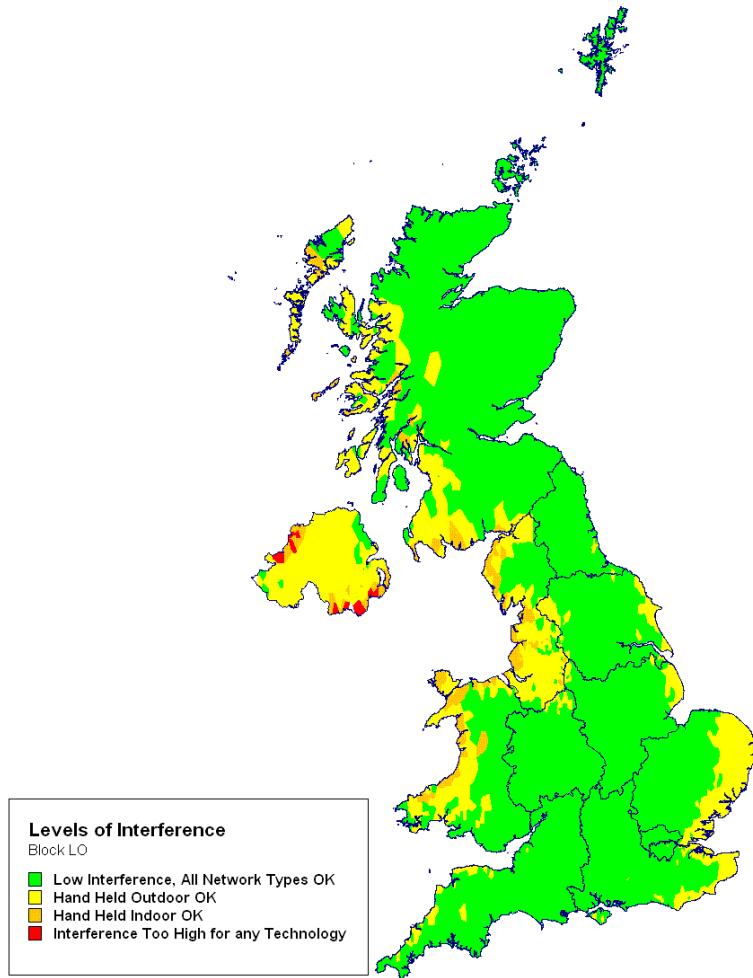 Levels of Interference
Block LO
Low Interference, All Network Types OK
Hand Held Outdoor OK
Hand Held Indoor OK
Interference Too High for any Technology